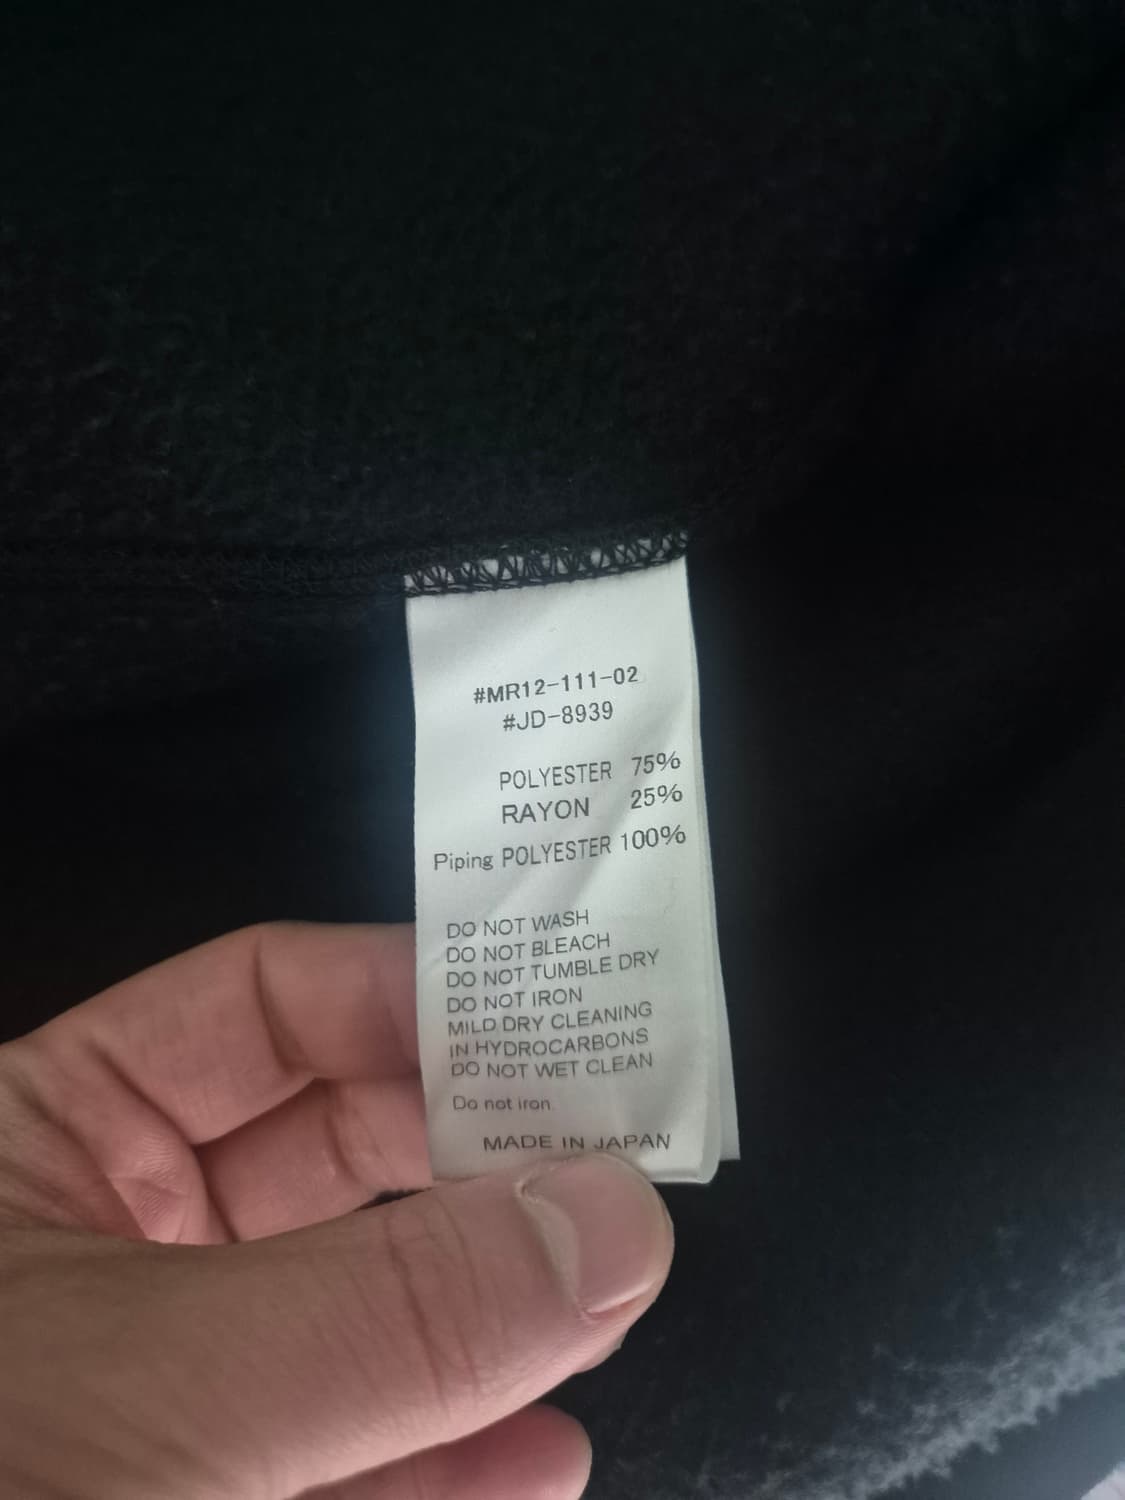 #MR12-111-02
#JD-8939
POLYESTER 75%
RAYON 25%
Piping POLYESTER 100%
DO NOT WASH
DO NOT BLEACH
DO NOT TUMBLE DRY
DO NOT IRON
MILD DRY CLEANING
IN HYDROCARBONS
DO NOT WET CLEAN
Do not iron.
MADE IN JAPAN